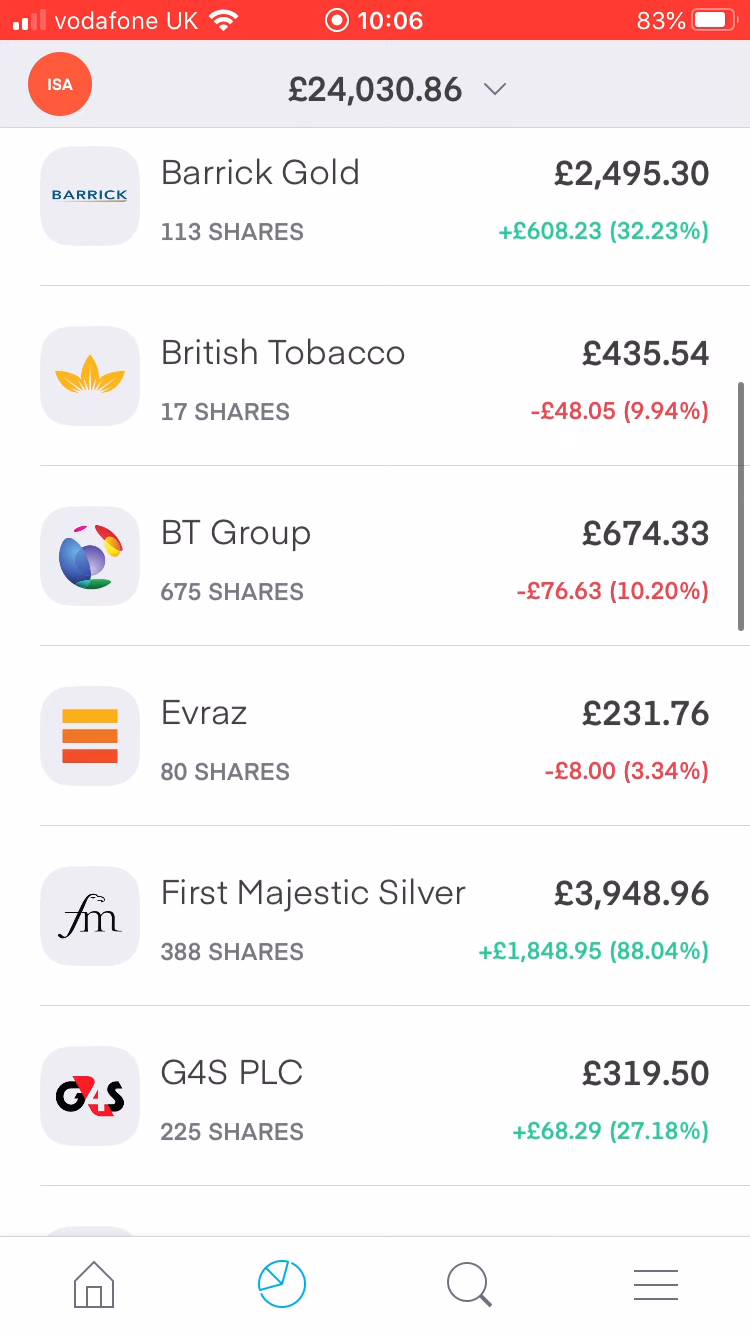 vodafone UK 10:06 83%
ISA £24,030.86
BARRICK
Barrick Gold £2,495.30
113 SHARES +£608.23 (32.23%)
British Tobacco £435.54
17 SHARES -£48.05 (9.94%)
BT Group £674.33
675 SHARES -£76.63 (10.20%)
Evraz £231.76
80 SHARES -£8.00 (3.34%)
fm
First Majestic Silver £3,948.96
388 SHARES +£1,848.95 (88.04%)
G4S
G4S PLC £319.50
225 SHARES +£68.29 (27.18%)